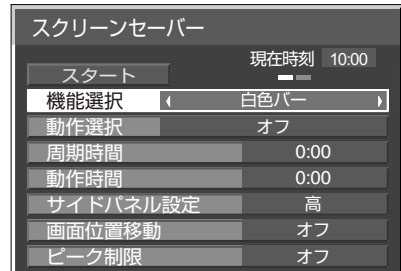 スクリーンセーバー
現在時刻 10:00
スタート
機能選択 白色バー
動作選択 オフ
周期時間 0:00
動作時間 0:00
サイドパネル設定 高
画面位置移動 オフ
ピーク制限 オフ